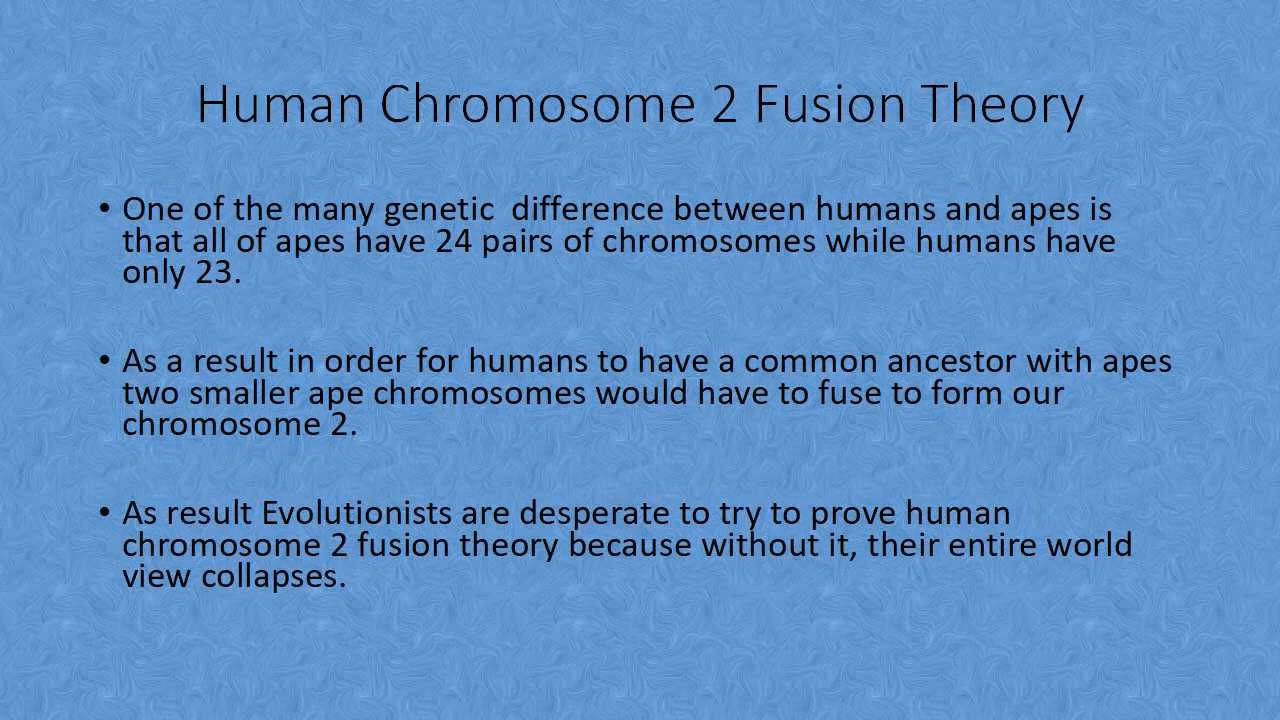 Human Chromosome 2 Fusion Theory
• One of the many genetic  difference between humans and apes is
that all of apes have 24 pairs of chromosomes while humans have
only 23.
• As a result in order for humans to have a common ancestor with apes
two smaller ape chromosomes would have to fuse to form our
chromosome 2.
• As result Evolutionists are desperate to try to prove human
chromosome 2 fusion theory because without it, their entire world
view collapses.